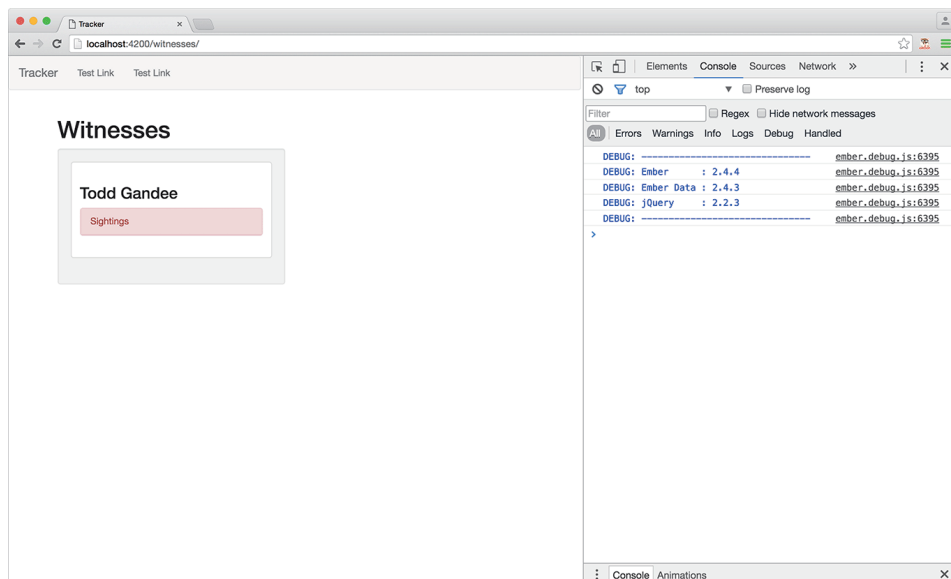 Tracker
localhost:4200/witnesses/
Tracker Test Link Test Link
Witnesses
Todd Gandee
Sightings
Elements Console Sources Network »
top ▼ Preserve log
Filter Regex Hide network messages
All Errors Warnings Info Logs Debug Handled
DEBUG: ------------------------------- ember.debug.js:6395
DEBUG: Ember : 2.4.4 ember.debug.js:6395
DEBUG: Ember Data : 2.4.3 ember.debug.js:6395
DEBUG: jQuery : 2.2.3 ember.debug.js:6395
DEBUG: ------------------------------- ember.debug.js:6395
>
Console Animations